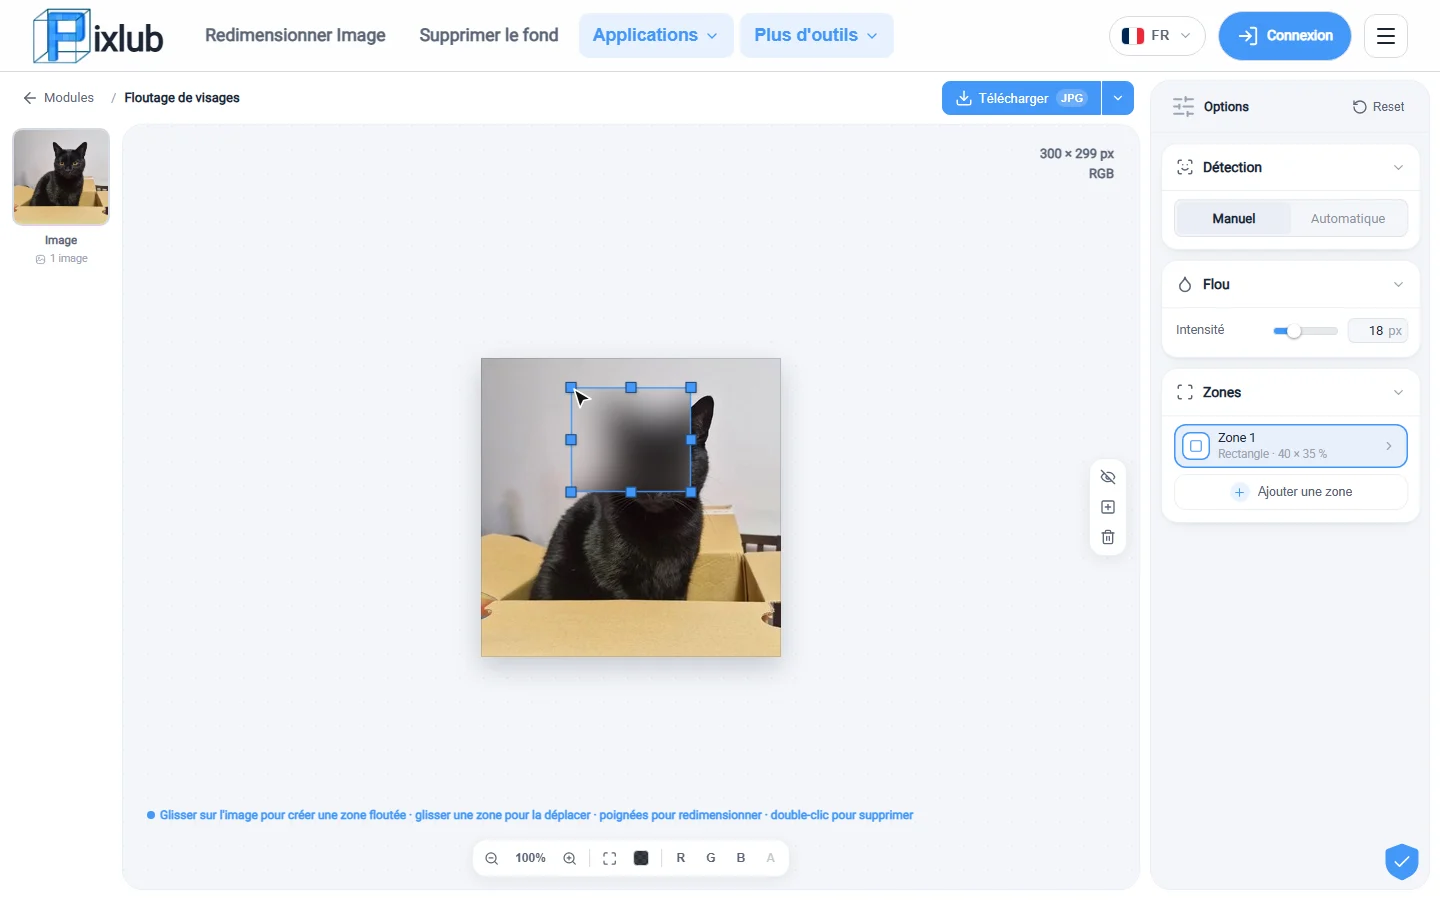 Pixlub
Redimensionner Image
Supprimer le fond
Applications
Plus d'outils
FR
Connexion
Modules / Floutage de visages
Télécharger JPG
Options
Reset
300 × 299 px
RGB
Image
1 image
Détection
Manuel
Automatique
Flou
Intensité
18 px
Zones
Zone 1
Rectangle · 40 × 35 %
Ajouter une zone
Glisser sur l'image pour créer une zone floutée · glisser une zone pour la déplacer · poignées pour redimensionner · double-clic pour supprimer
100%
R G B A